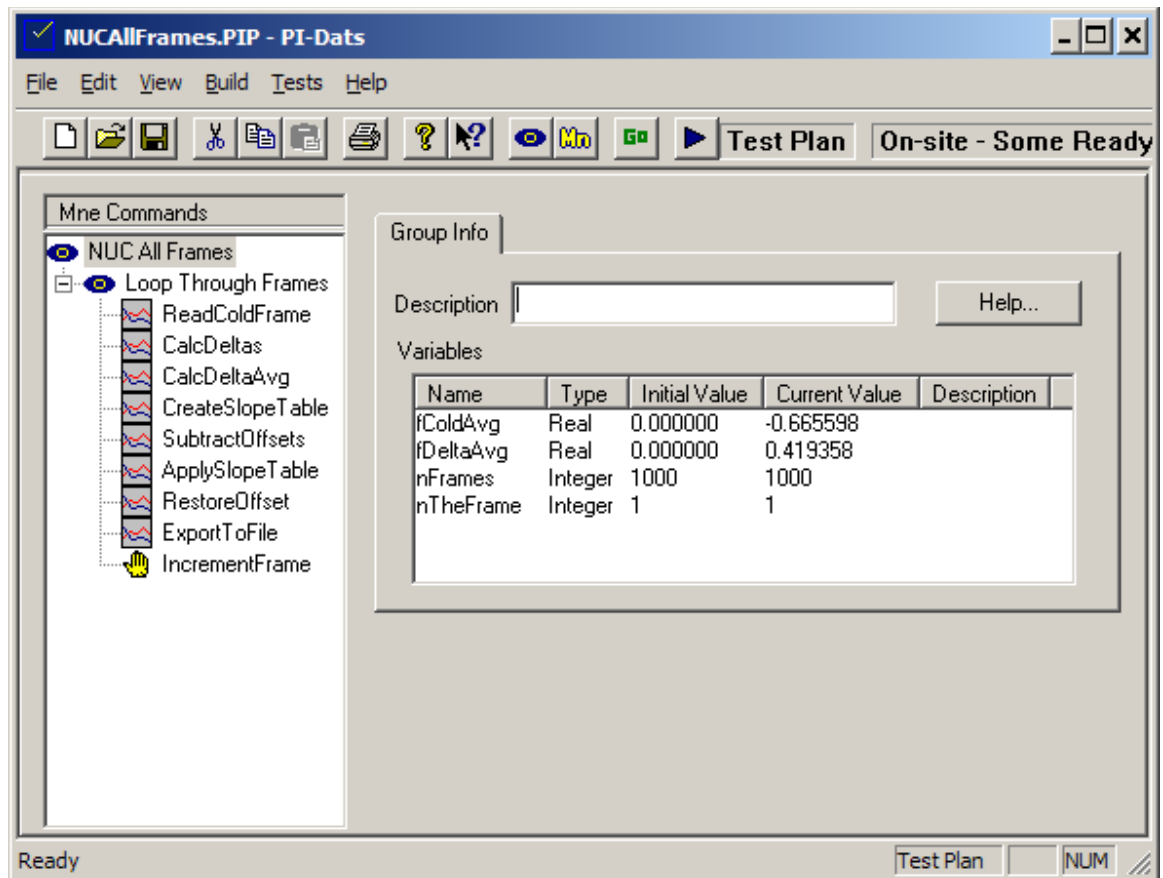 NUCAllFrames.PIP - PI-Dats
File Edit View Build Tests Help
? ? Mn GO Test Plan On-site - Some Ready
Mne Commands
NUC All Frames
Loop Through Frames
ReadColdFrame
CalcDeltas
CalcDeltaAvg
CreateSlopeTable
SubtractOffsets
ApplySlopeTable
RestoreOffset
ExportToFile
IncrementFrame
Group Info
Description Help...
Variables
Name Type Initial Value Current Value Description
fColdAvg Real 0.000000 -0.665598
fDeltaAvg Real 0.000000 0.419358
nFrames Integer 1000 1000
nTheFrame Integer 1 1
Ready Test Plan NUM